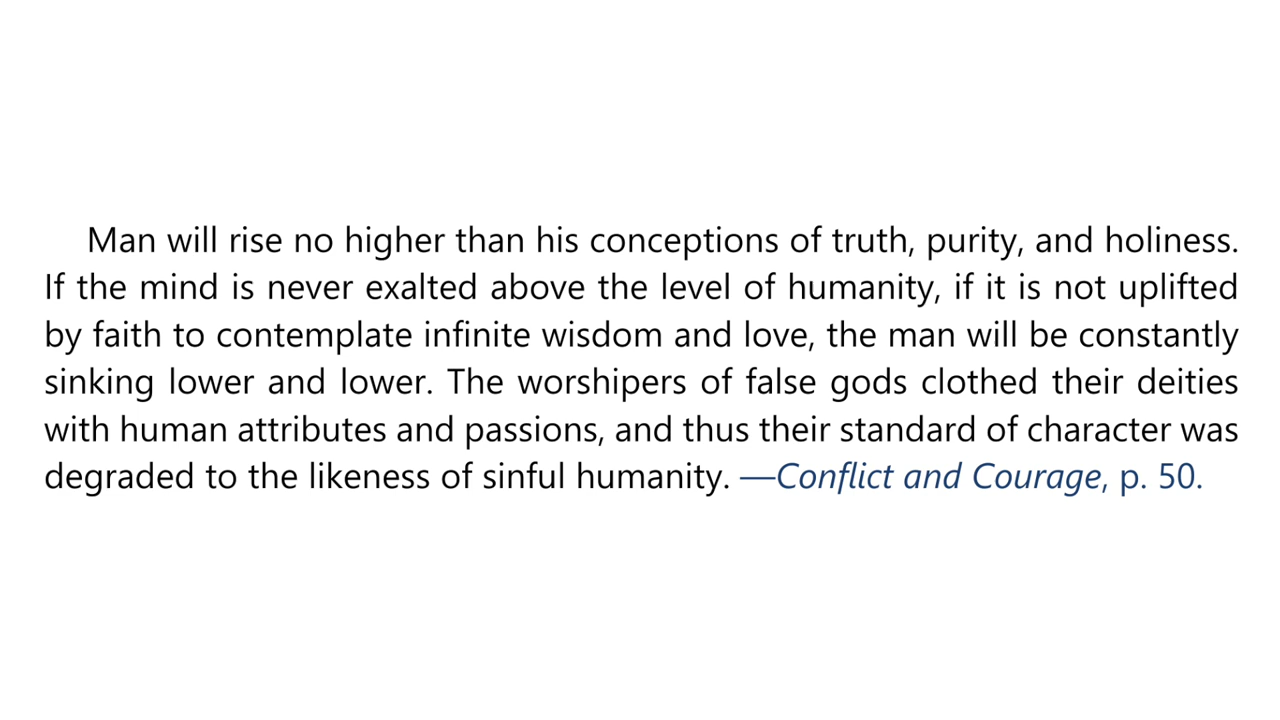 Man will rise no higher than his conceptions of truth, purity, and holiness.
If the mind is never exalted above the level of humanity, if it is not uplifted
by faith to contemplate infinite wisdom and love, the man will be constantly
sinking lower and lower. The worshipers of false gods clothed their deities
with human attributes and passions, and thus their standard of character was
degraded to the likeness of sinful humanity. —Conflict and Courage, p. 50.